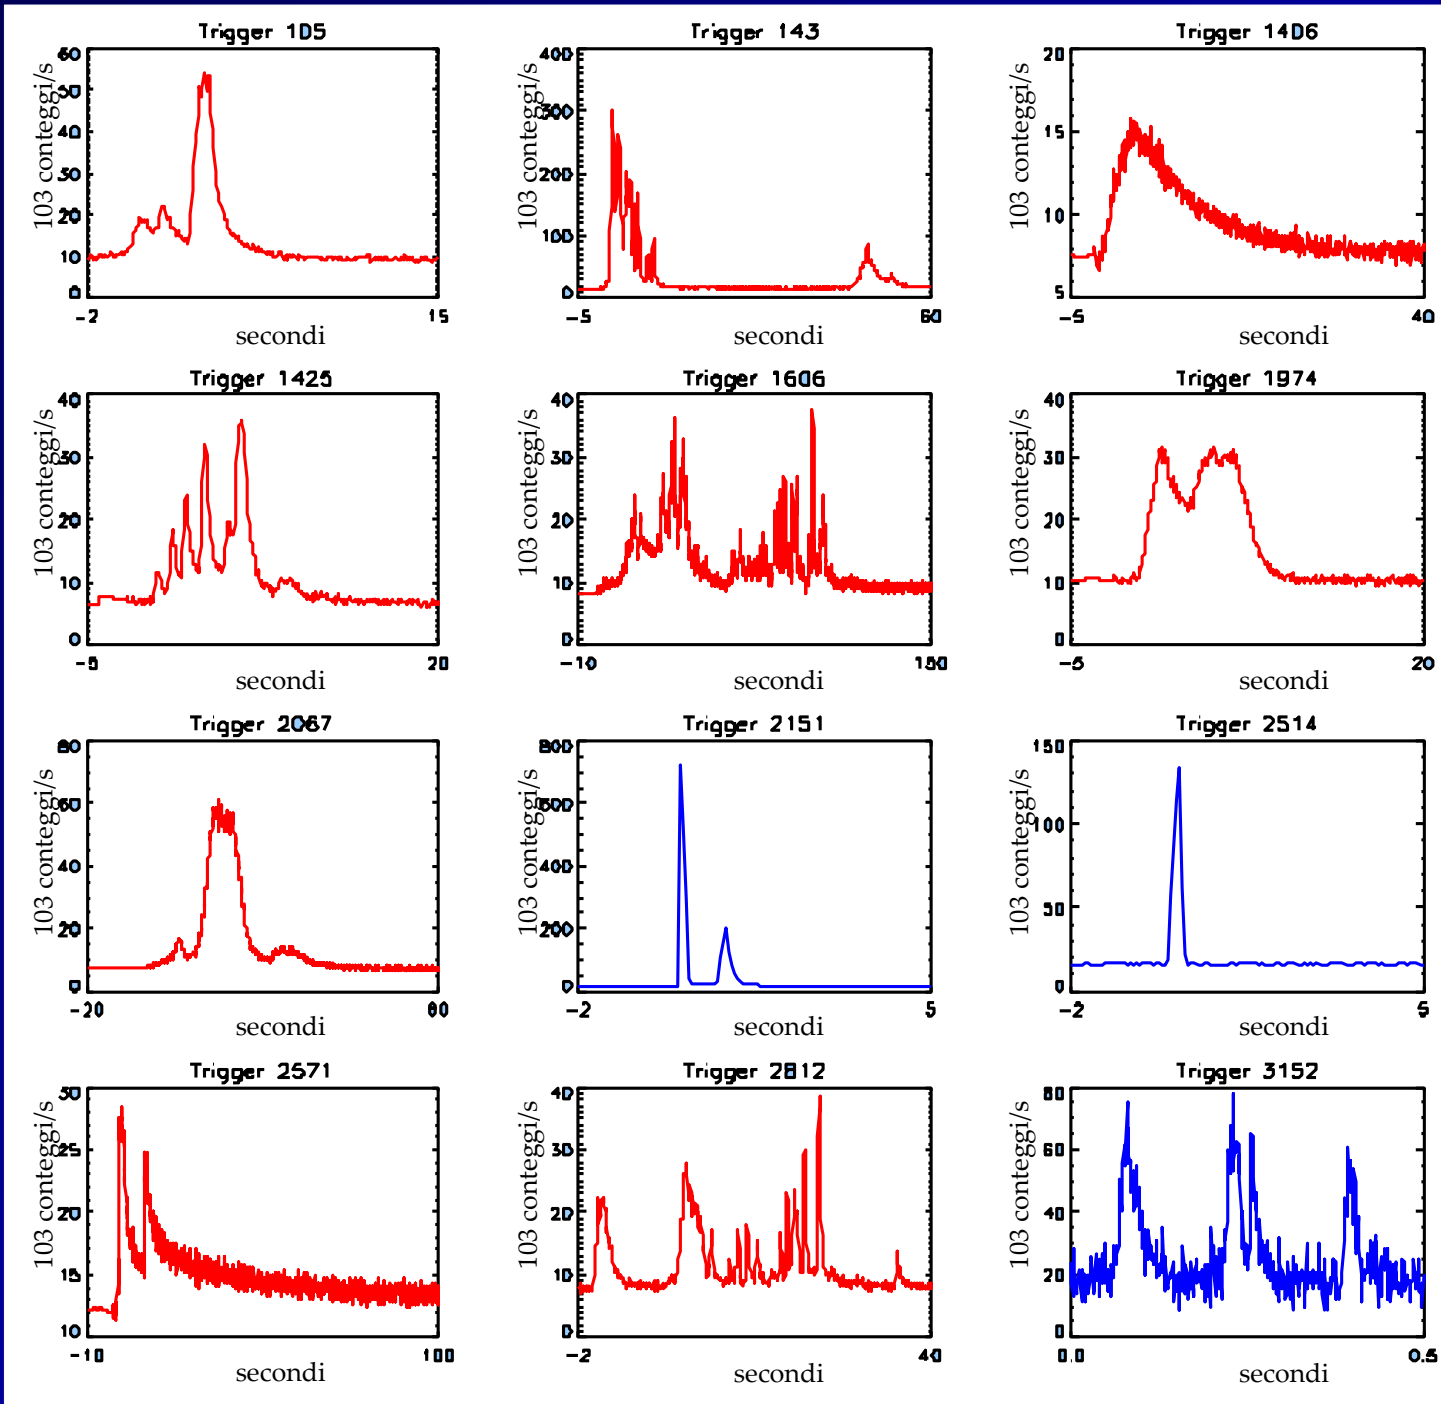 Trigger 105 Trigger 143 Trigger 1406
60 400 20
50 300 15
40 200 10
30 100 5
20 0
10
0
103 conteggi/s 103 conteggi/s 103 conteggi/s
-2 15 -5 60 -5 40
secondi secondi secondi
Trigger 1425 Trigger 1606 Trigger 1974
40 40 40
30 30 30
20 20 20
10 10 10
0 0 0
103 conteggi/s 103 conteggi/s 103 conteggi/s
-5 20 -10 150 -5 20
secondi secondi secondi
Trigger 2067 Trigger 2151 Trigger 2514
80 800 150
60 600 100
40 400 50
20 200 0
0 0
103 conteggi/s 103 conteggi/s 103 conteggi/s
-20 60 -2 5 -2 5
secondi secondi secondi
Trigger 2571 Trigger 2812 Trigger 3152
30 40 80
25 30 60
20 20 40
15 10 20
10 0 0
103 conteggi/s 103 conteggi/s 103 conteggi/s
-10 100 -2 40 0.0 0.5
secondi secondi secondi